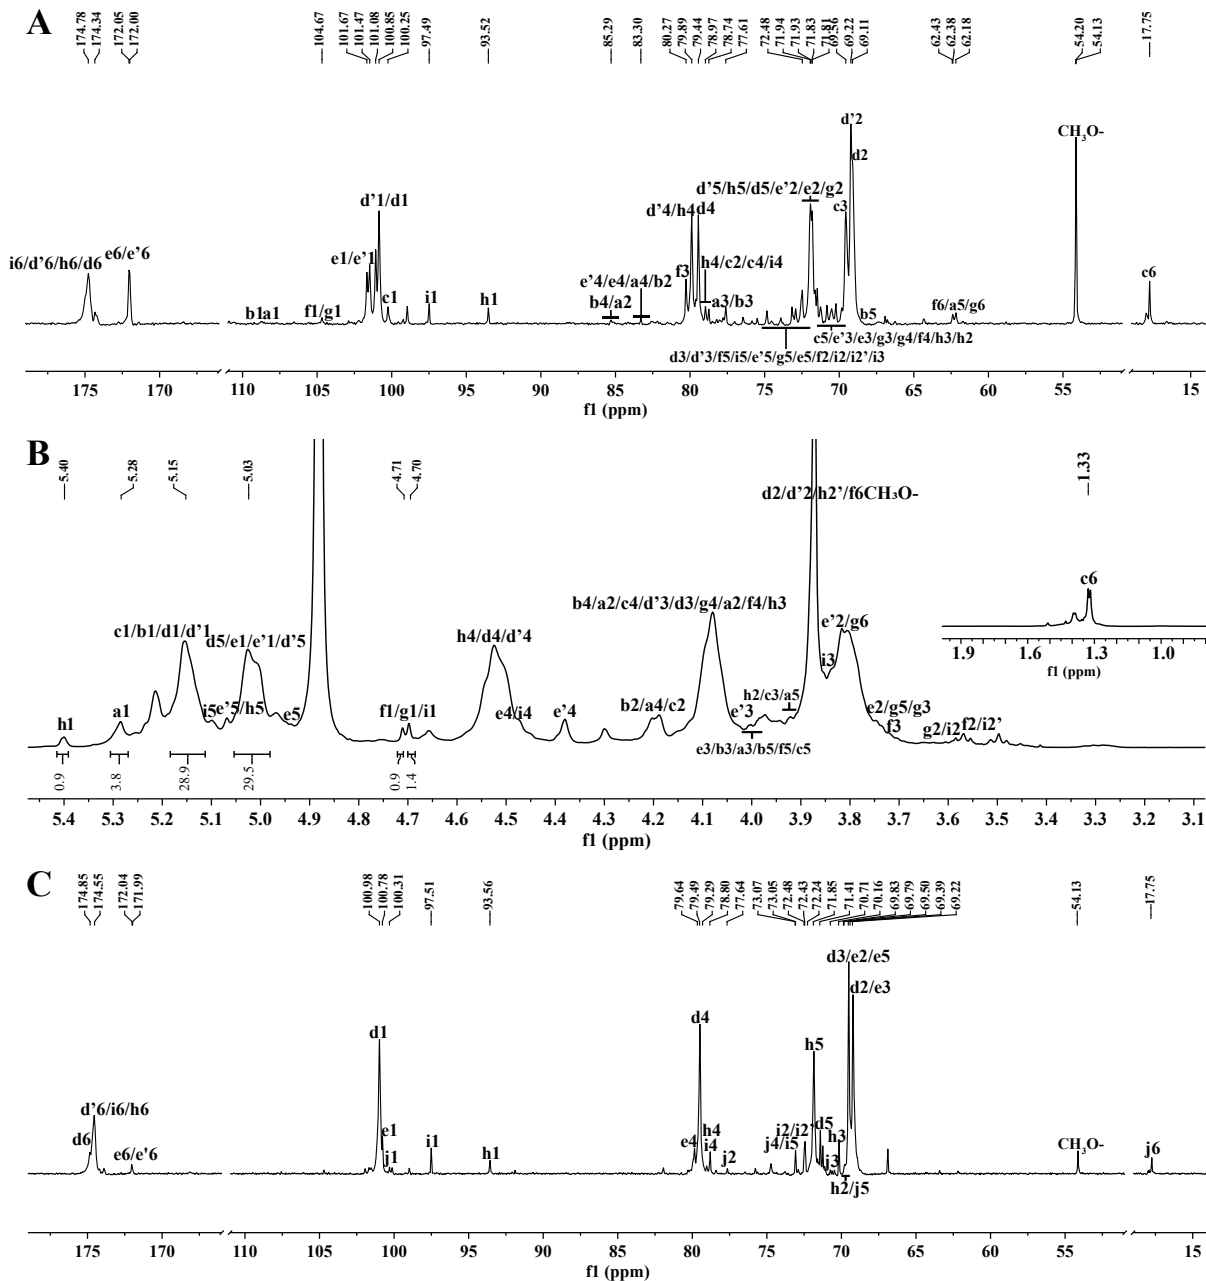 A
174.78 174.34 172.05 172.00 104.67 101.67 101.47 101.08 100.85 100.25 97.49 93.52 85.29 83.30 80.27 79.89 79.44 78.97 78.74 77.61 72.48 71.94 71.93 71.83 71.81 69.56 69.22 69.11 62.43 62.38 62.18 54.20 54.13 17.75
d'2
CH₃O-
d2
d'5/h5/d5/e'2/e2/g2
d'1/d1
d'4/h4 d4
c3
e6/e'6
i6/d'6/h6/d6
e1/e'1
f3
h4/c2/c4/i4
e'4/e4/a4/b2
c6
b1a1
f1/g1
c1
i1
h1
b4/a2
a3/b3
b5
f6/a5/g6
c5/e'3/e3/g3/g4/f4/h3/h2
d3/d'3/f5/i5/e'5/g5/e5/f2/i2/i2'/i3
175 170 110 105 100 95 90 85 80 75 70 65 60 55 15
f1 (ppm)
B
5.40 5.28 5.15 5.03 4.71 4.70 1.33
d2/d'2/h2'/f6CH₃O-
c6
b4/a2/c4/d'3/d3/g4/a2/f4/h3
c1/b1/d1/d'1
d5/e1/e'1/d'5
h4/d4/d'4
e'2/g6
i3
1.9 1.6 1.3 1.0
f1 (ppm)
h1
a1
i5
e'5/h5
e5
f1/g1/i1
e4/j4
e'4
b2/a4/c2
e'3
h2/c3/a5
e2/g5/g3
f3
g2/i2
f2/i2'
e3/b3/a3/b5/f5/c5
0.9 3.8 28.9 29.5 0.9 1.4
5.4 5.3 5.2 5.1 5.0 4.9 4.8 4.7 4.6 4.5 4.4 4.3 4.2 4.1 4.0 3.9 3.8 3.7 3.6 3.5 3.4 3.3 3.2 3.1
f1 (ppm)
C
174.85 174.55 172.04 171.99 100.98 100.78 100.31 97.51 93.56 79.64 79.49 79.29 78.80 77.64 73.07 73.05 72.48 72.43 72.24 71.85 71.41 70.71 70.16 69.83 69.79 69.50 69.39 69.22 54.13 17.75
d3/e2/e5
d2/e3
d1
d4
h5
d'6/i6/h6
d6
e6/e'6
e1
j1
i1
h1
e4
h4
i4
j2
i2/i2'
j4/i5
d5
h3
j3
h2/j5
CH₃O-
j6
175 170 110 105 100 95 90 85 80 75 70 65 60 55 15
f1 (ppm)